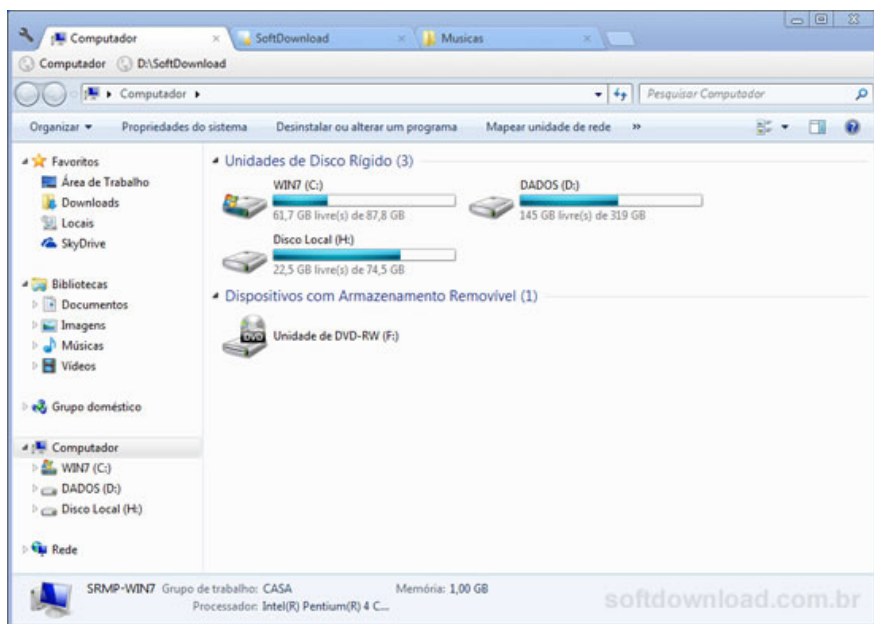 Computador
SoftDownload
Musicas
Computador
D:\SoftDownload
Computador
Pesquisar Computador
Organizar
Propriedades do sistema
Desinstalar ou alterar um programa
Mapear unidade de rede
»
Favoritos
Área de Trabalho
Downloads
Locais
SkyDrive
Bibliotecas
Documentos
Imagens
Músicas
Vídeos
Grupo doméstico
Computador
WIN7 (C:)
DADOS (D:)
Disco Local (H:)
Rede
Unidades de Disco Rígido (3)
WIN7 (C:)
61,7 GB livre(s) de 87,8 GB
DADOS (D:)
145 GB livre(s) de 319 GB
Disco Local (H:)
22,5 GB livre(s) de 74,5 GB
Dispositivos com Armazenamento Removível (1)
DVD
Unidade de DVD-RW (F:)
SRMP-WIN7 Grupo de trabalho: CASA Memória: 1,00 GB
Processador: Intel(R) Pentium(R) 4 C...
softdownload.com.br